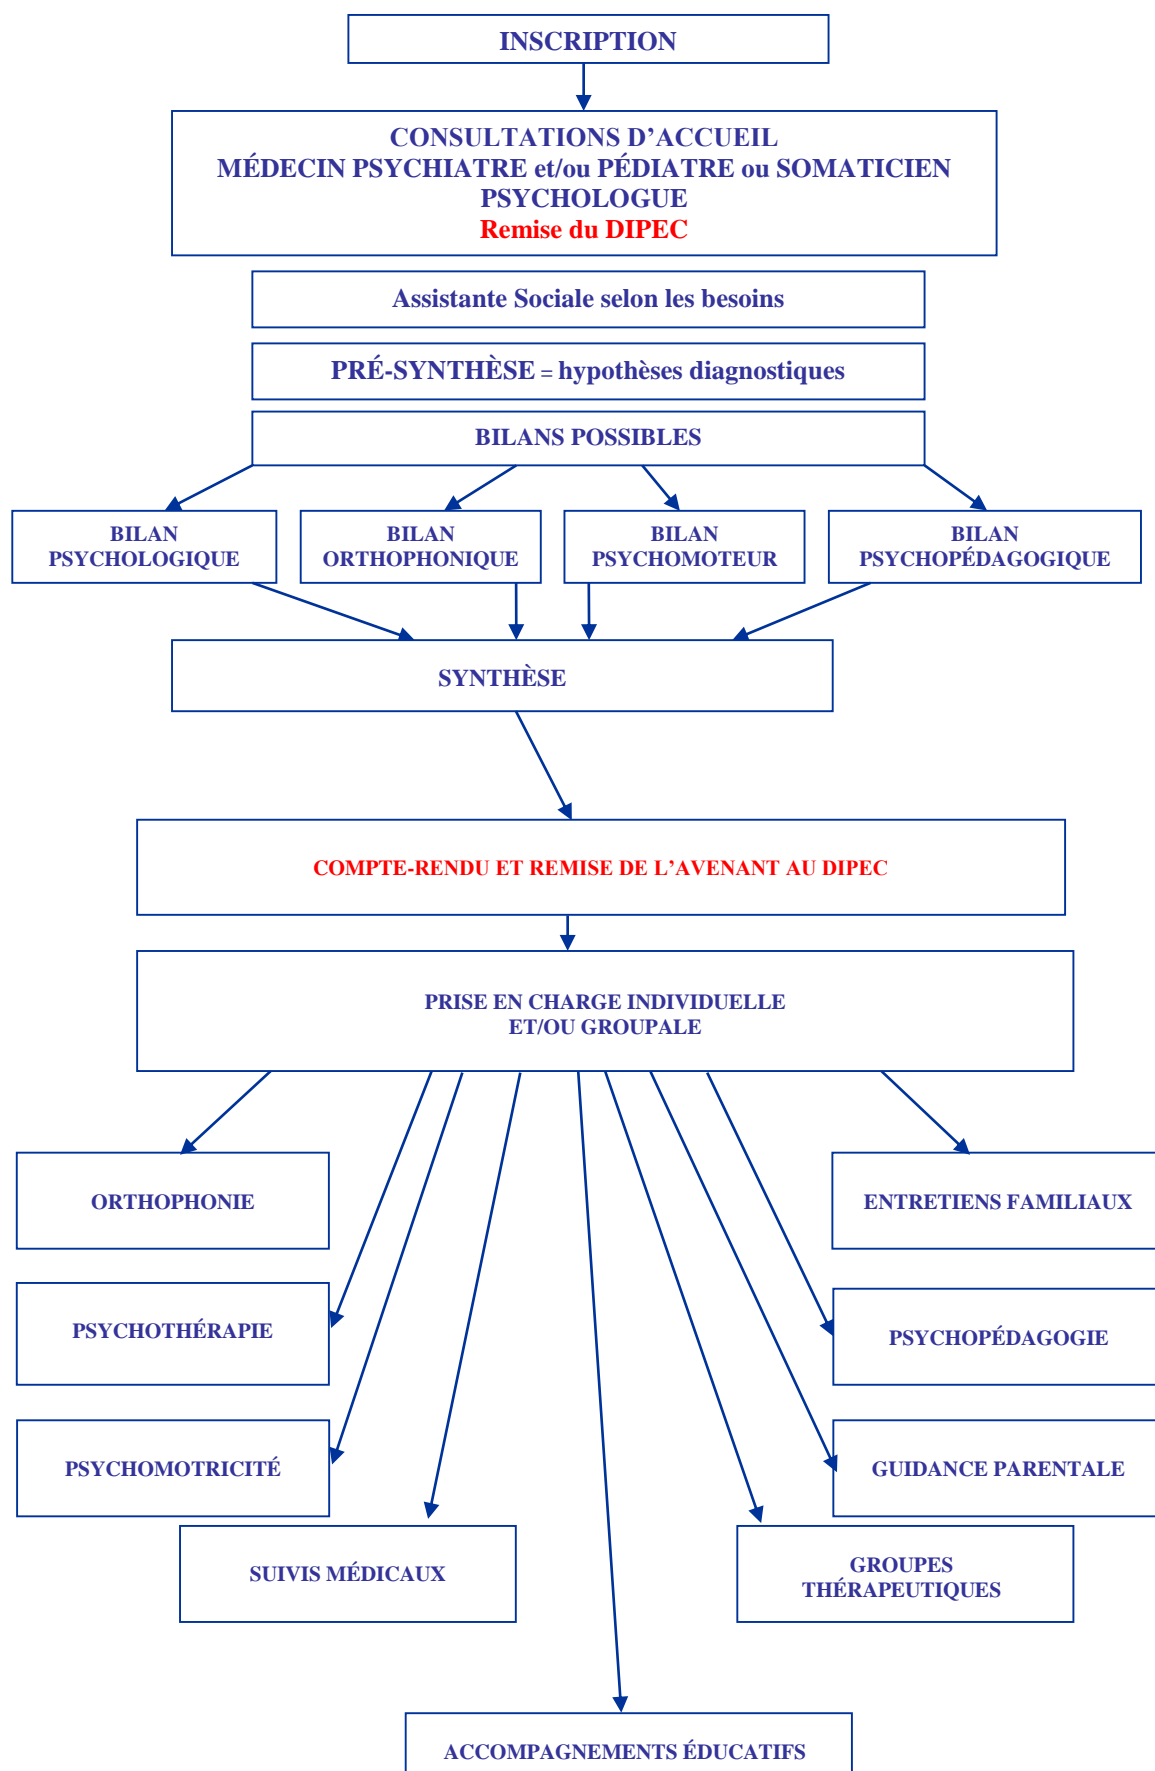 INSCRIPTION
CONSULTATIONS D’ACCUEIL
MÉDECIN PSYCHIATRE et/ou PÉDIATRE ou SOMATICIEN
PSYCHOLOGUE
Remise du DIPEC
Assistante Sociale selon les besoins
PRÉ-SYNTHÈSE = hypothèses diagnostiques
BILANS POSSIBLES
BILAN
PSYCHOLOGIQUE
BILAN
ORTHOPHONIQUE
BILAN
PSYCHOMOTEUR
BILAN
PSYCHOPÉDAGOGIQUE
SYNTHÈSE
COMPTE-RENDU ET REMISE DE L’AVENANT AU DIPEC
PRISE EN CHARGE INDIVIDUELLE
ET/OU GROUPALE
ORTHOPHONIE
ENTRETIENS FAMILIAUX
PSYCHOTHÉRAPIE
PSYCHOPÉDAGOGIE
PSYCHOMOTRICITÉ
GUIDANCE PARENTALE
SUIVIS MÉDICAUX
GROUPES
THÉRAPEUTIQUES
ACCOMPAGNEMENTS ÉDUCATIFS